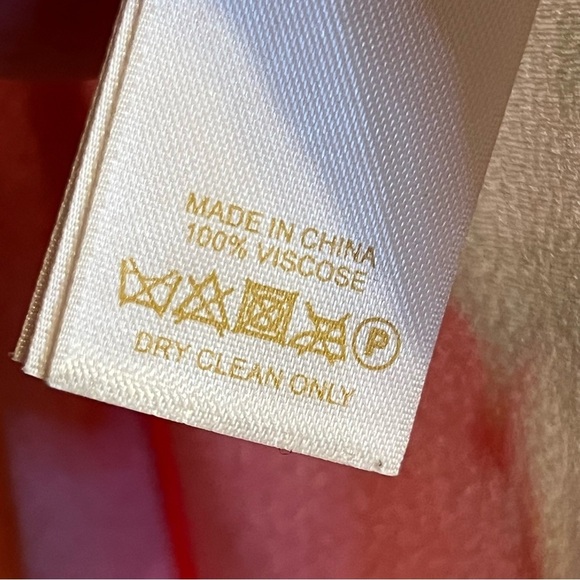 MADE IN CHINA
100% VISCOSE
P
DRY CLEAN ONLY